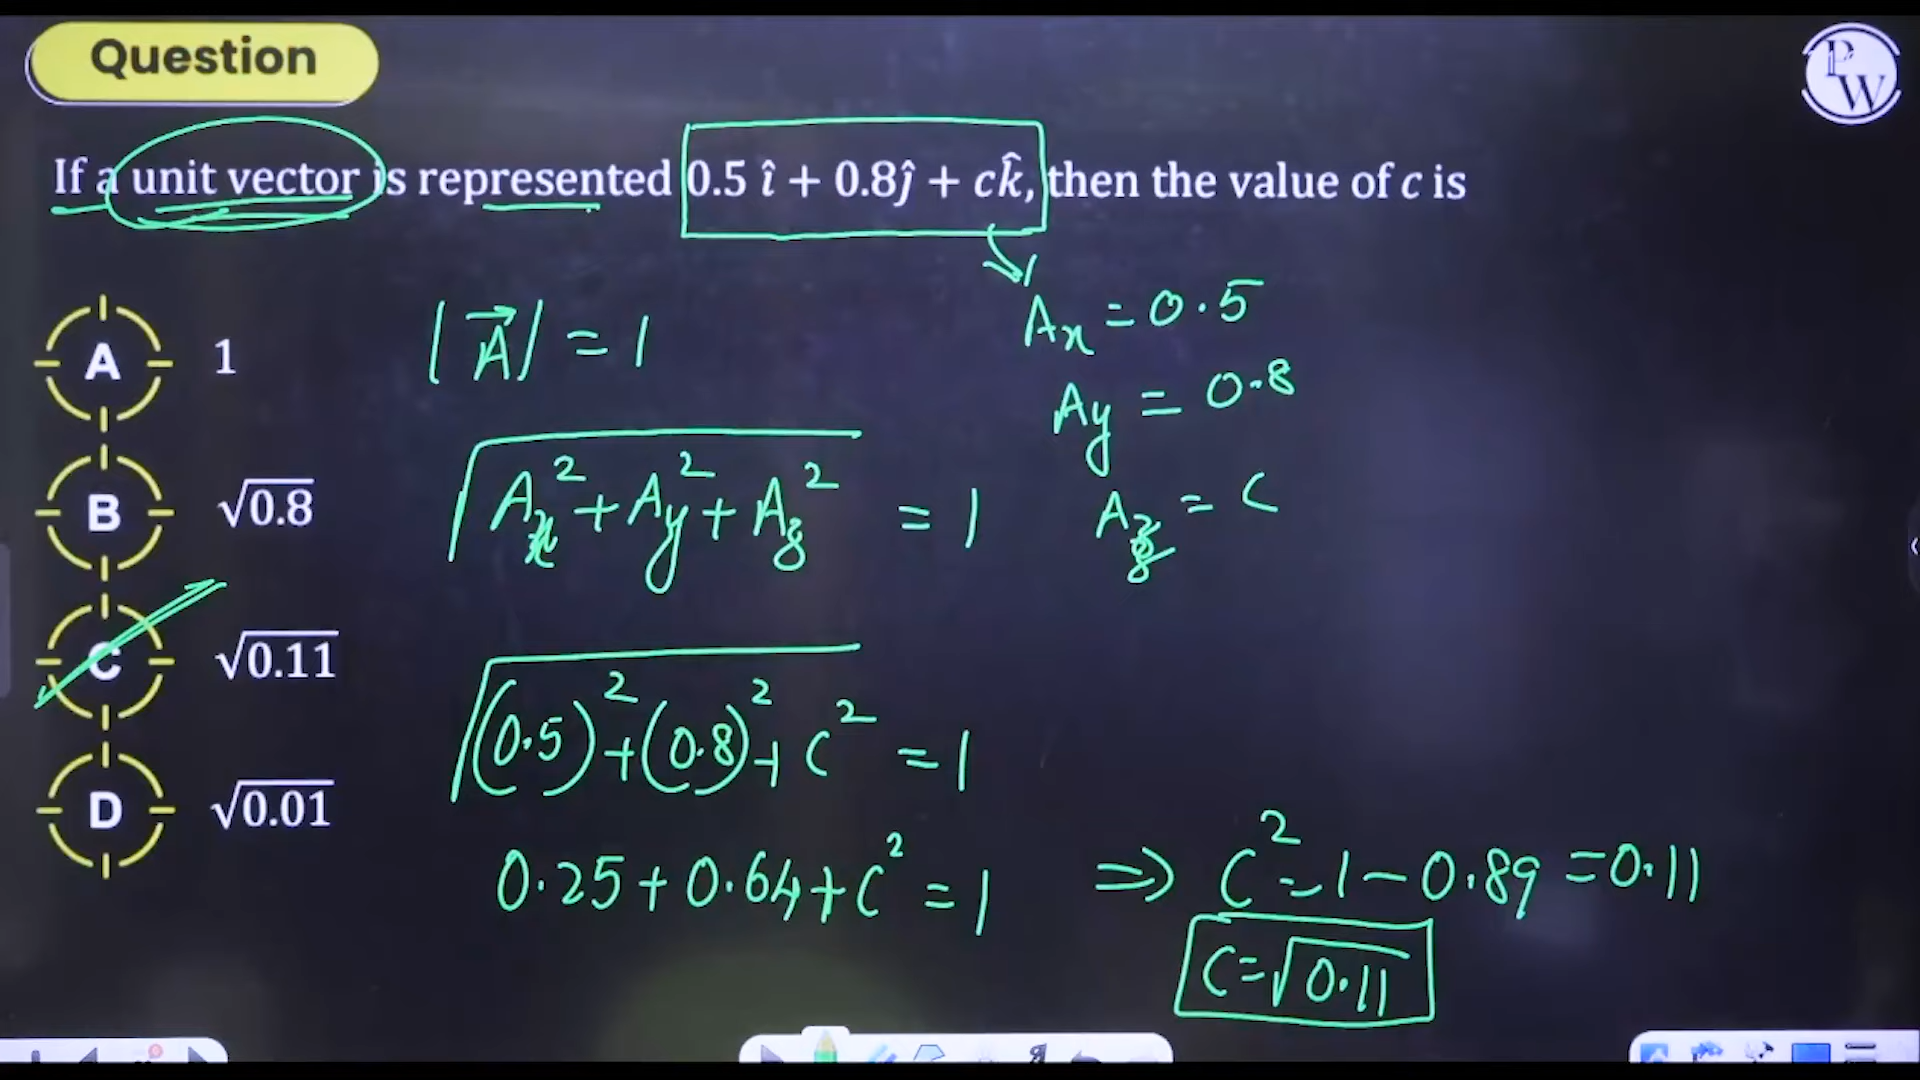 Question
PW
If a unit vector is represented 0.5 î + 0.8ĵ + ck̂, then the value of c is
A 1
B √0.8
C √0.11
D √0.01
|A⃗| = 1
Ax = 0.5
Ay = 0.8
Az = C
√(Ax² + Ay² + Az²) = 1
√((0.5)² + (0.8)² + C²) = 1
0.25 + 0.64 + C² = 1
⇒ C² = 1 − 0.89 = 0.11
C = √0.11